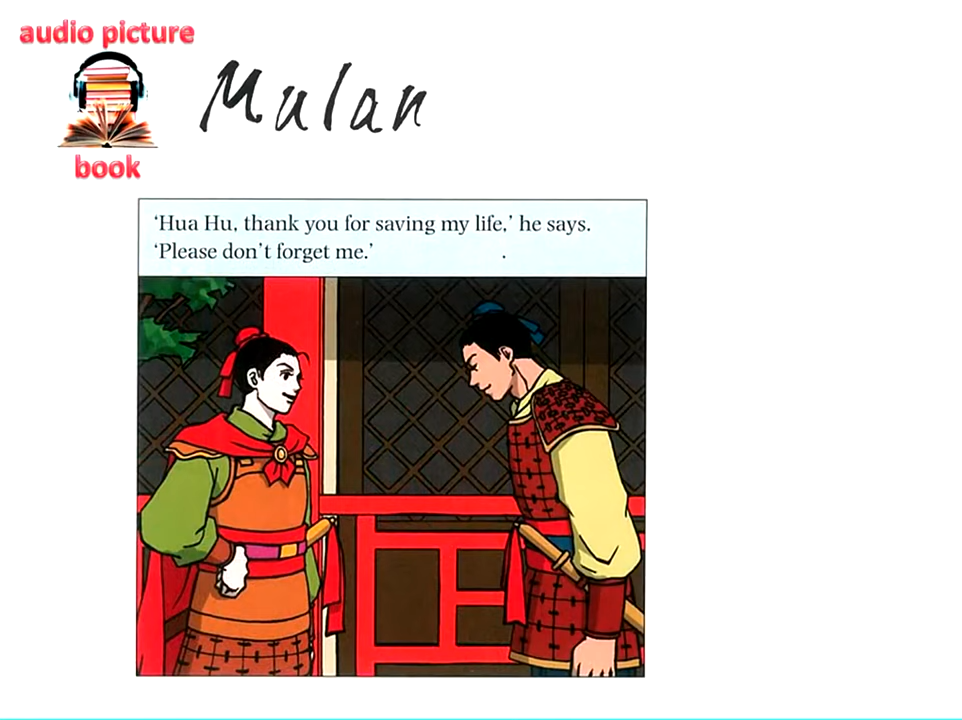 audio picture
book
Mulan
‘Hua Hu, thank you for saving my life,’ he says.
‘Please don’t forget me.’